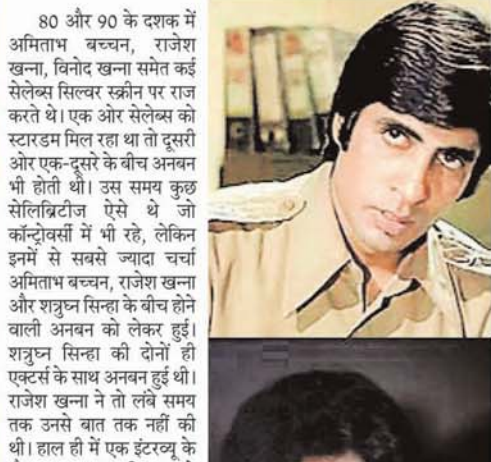 80 और 90 के दशक में
अमिताभ बच्चन, राजेश
खन्ना, विनोद खन्ना समेत कई
सेलेब्स सिल्वर स्क्रीन पर राज
करते थे। एक ओर सेलेब्स को
स्टारडम मिल रहा था तो दूसरी
ओर एक-दूसरे के बीच अनबन
भी होती थी। उस समय कुछ
सेलिब्रिटीज ऐसे थे जो
कॉन्ट्रोवर्सी में भी रहे, लेकिन
इनमें से सबसे ज्यादा चर्चा
अमिताभ बच्चन, राजेश खन्ना
और शत्रुघ्न सिन्हा के बीच होने
वाली अनबन को लेकर हुई।
शत्रुघ्न सिन्हा की दोनों ही
एक्टर्स के साथ अनबन हुई थी।
राजेश खन्ना ने तो लंबे समय
तक उनसे बात तक नहीं की
थी। हाल ही में एक इंटरव्यू के